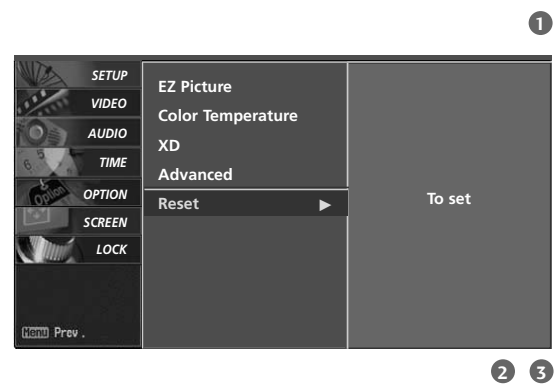 1
SETUP
VIDEO
AUDIO
TIME
OPTION
SCREEN
LOCK
Menu Prev .
EZ Picture
Color Temperature
XD
Advanced
Reset ▶
To set
Option
2 3